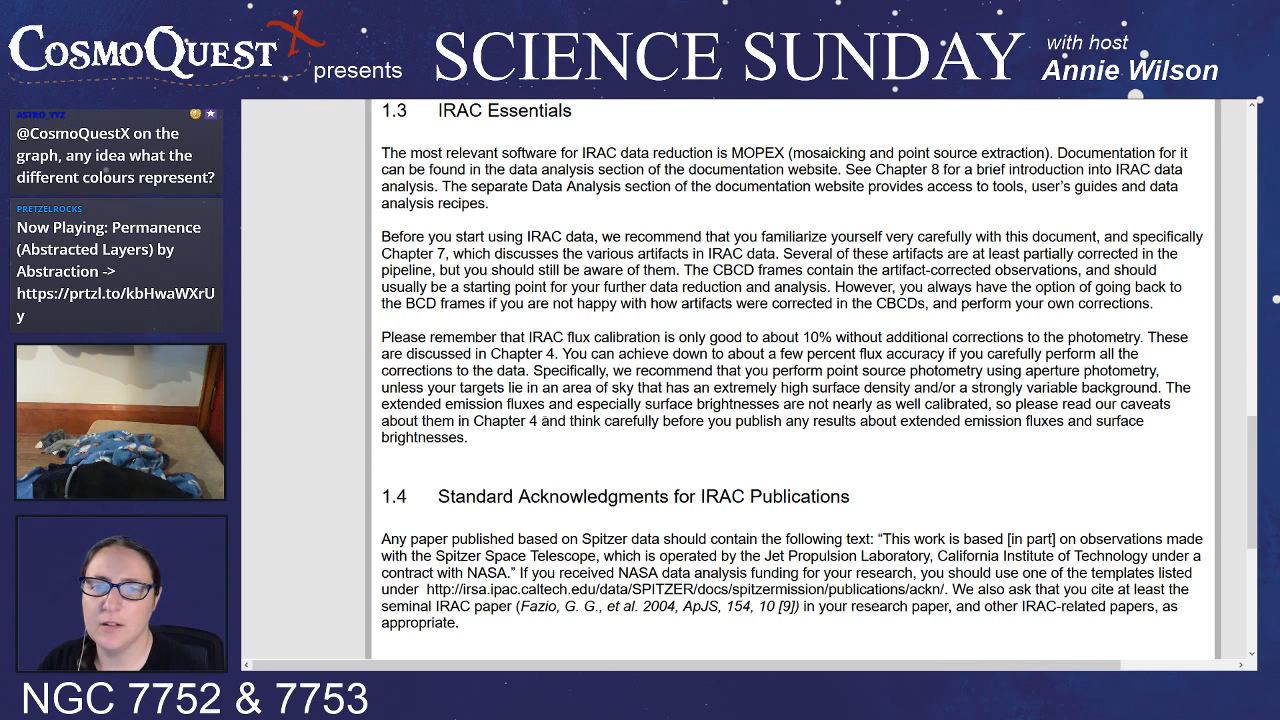 CosmoQuest X
presents
SCIENCE SUNDAY
with host
Annie Wilson
ASTRO_YYZ
@CosmoQuestX on the
graph, any idea what the
different colours represent?
PRETZELROCKS
Now Playing: Permanence
(Abstracted Layers) by
Abstraction ->
https://prtzl.to/kbHwaWXrU
y
1.3 IRAC Essentials
The most relevant software for IRAC data reduction is MOPEX (mosaicking and point source extraction). Documentation for it
can be found in the data analysis section of the documentation website. See Chapter 8 for a brief introduction into IRAC data
analysis. The separate Data Analysis section of the documentation website provides access to tools, user's guides and data
analysis recipes.
Before you start using IRAC data, we recommend that you familiarize yourself very carefully with this document, and specifically
Chapter 7, which discusses the various artifacts in IRAC data. Several of these artifacts are at least partially corrected in the
pipeline, but you should still be aware of them. The CBCD frames contain the artifact-corrected observations, and should
usually be a starting point for your further data reduction and analysis. However, you always have the option of going back to
the BCD frames if you are not happy with how artifacts were corrected in the CBCDs, and perform your own corrections.
Please remember that IRAC flux calibration is only good to about 10% without additional corrections to the photometry. These
are discussed in Chapter 4. You can achieve down to about a few percent flux accuracy if you carefully perform all the
corrections to the data. Specifically, we recommend that you perform point source photometry using aperture photometry,
unless your targets lie in an area of sky that has an extremely high surface density and/or a strongly variable background. The
extended emission fluxes and especially surface brightnesses are not nearly as well calibrated, so please read our caveats
about them in Chapter 4 and think carefully before you publish any results about extended emission fluxes and surface
brightnesses.
1.4 Standard Acknowledgments for IRAC Publications
Any paper published based on Spitzer data should contain the following text: “This work is based [in part] on observations made
with the Spitzer Space Telescope, which is operated by the Jet Propulsion Laboratory, California Institute of Technology under a
contract with NASA.” If you received NASA data analysis funding for your research, you should use one of the templates listed
under http://irsa.ipac.caltech.edu/data/SPITZER/docs/spitzermission/publications/ackn/. We also ask that you cite at least the
seminal IRAC paper (Fazio, G. G., et al. 2004, ApJS, 154, 10 [9]) in your research paper, and other IRAC-related papers, as
appropriate.
NGC 7752 & 7753